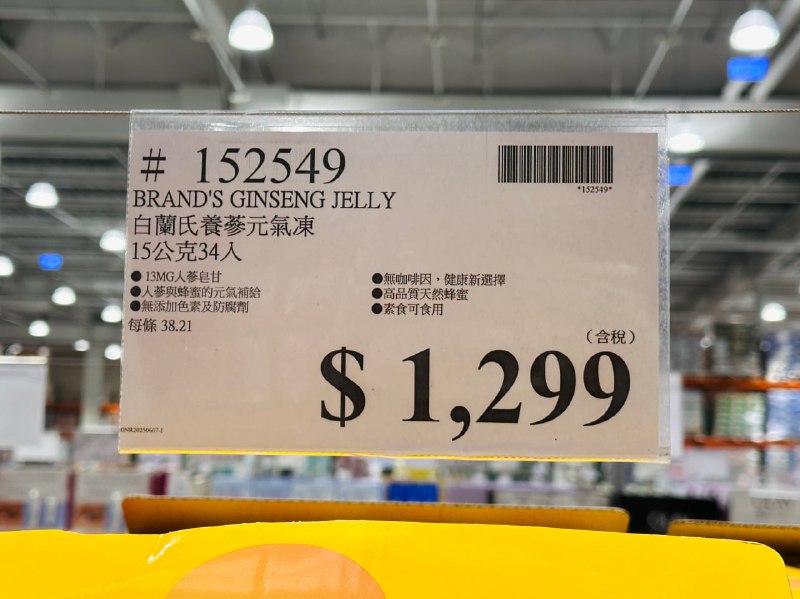 # 152549
*152549*
BRAND'S GINSENG JELLY
白蘭氏養蔘元氣凍
15公克34入
● 13MG人蔘皂甘
●人蔘與蜂蜜的元氣補給
●無添加色素及防腐劑
●無咖啡因，健康新選擇
●高品質天然蜂蜜
●素食可食用
每條 38.21
（含稅）
$ 1,299